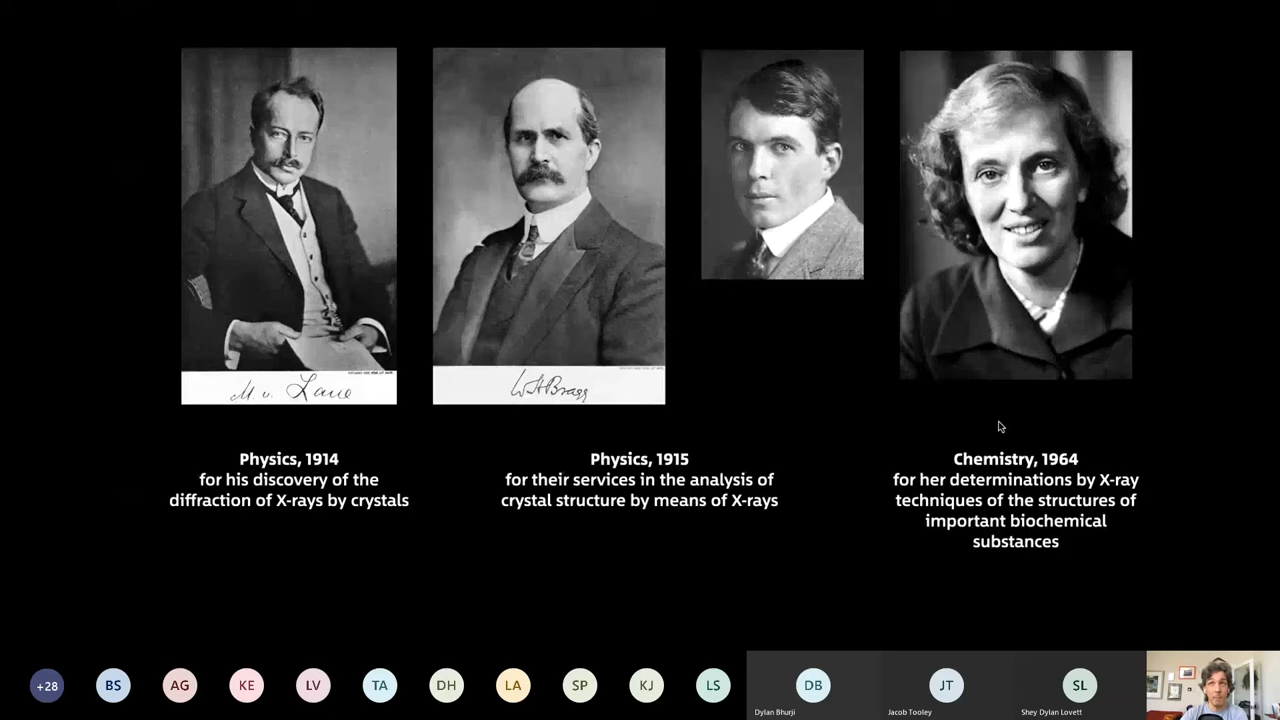 M. v. Laue
W H Bragg
Physics, 1914
for his discovery of the
diffraction of X-rays by crystals
Physics, 1915
for their services in the analysis of
crystal structure by means of X-rays
Chemistry, 1964
for her determinations by X-ray
techniques of the structures of
important biochemical
substances
+28
BS
AG
KE
LV
TA
DH
LA
SP
KJ
LS
DB
JT
SL
Dylan Bhurji
Jacob Tooley
Shey Dylan Lovett